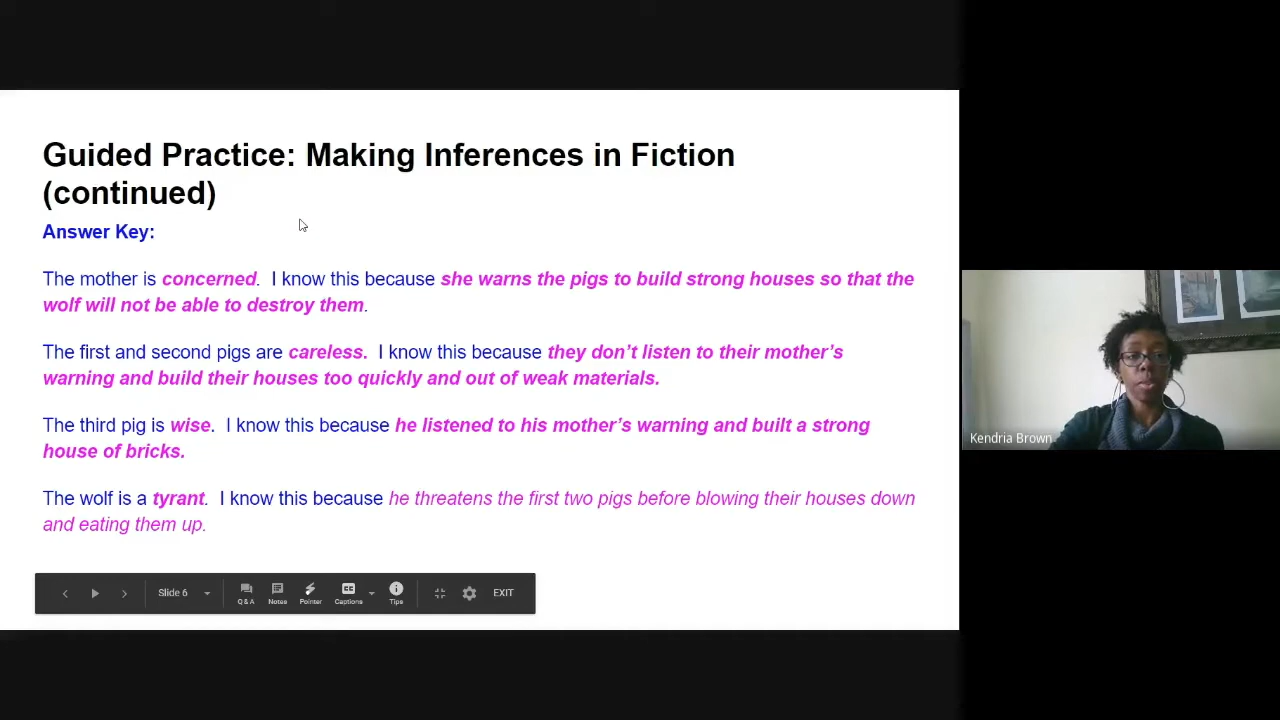 Guided Practice: Making Inferences in Fiction
(continued)
Answer Key:
The mother is concerned.  I know this because she warns the pigs to build strong houses so that the
wolf will not be able to destroy them.
The first and second pigs are careless.  I know this because they don’t listen to their mother’s
warning and build their houses too quickly and out of weak materials.
The third pig is wise.  I know this because he listened to his mother’s warning and built a strong
house of bricks.
The wolf is a tyrant.  I know this because he threatens the first two pigs before blowing their houses down
and eating them up.
Slide 6
Q & A
Notes
Pointer
CC
Captions
Tips
EXIT
Kendria Brown